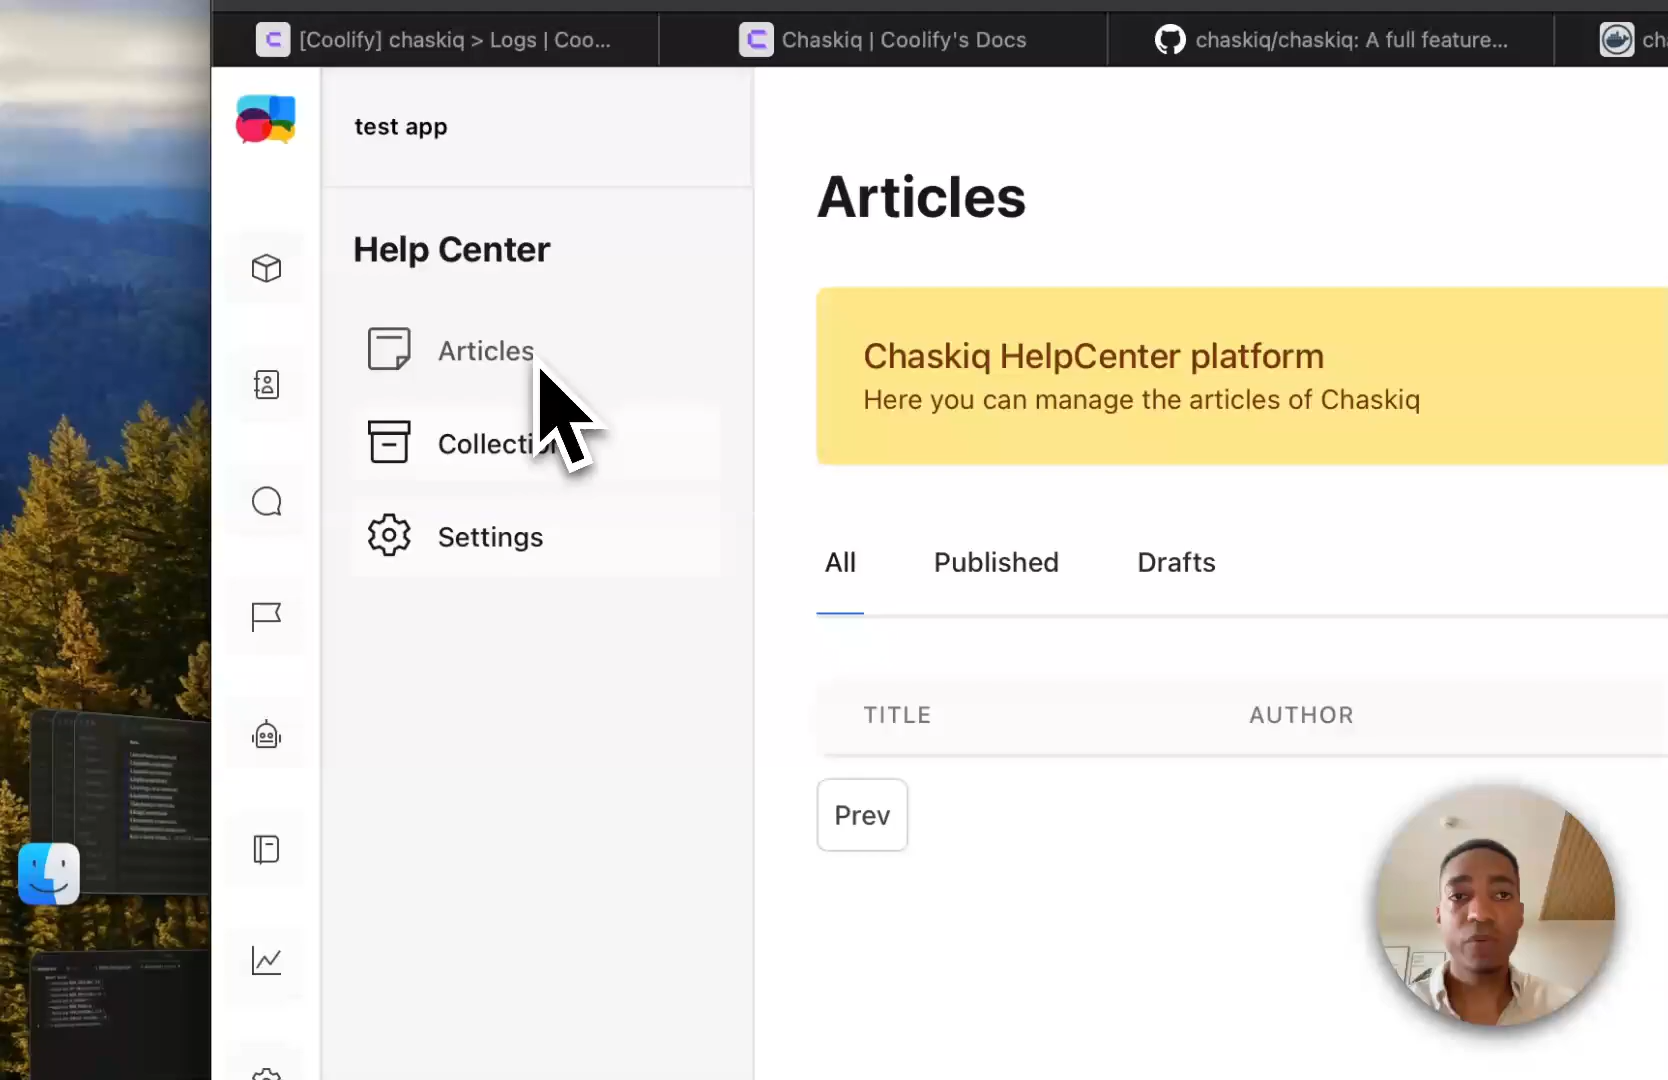 [Coolify] chaskiq > Logs | Coo...
Chaskiq | Coolify's Docs
chaskiq/chaskiq: A full feature...
test app
Help Center
Articles
Settings
Articles
Chaskiq HelpCenter platform
Here you can manage the articles of Chaskiq
All
Published
Drafts
TITLE
AUTHOR
Prev